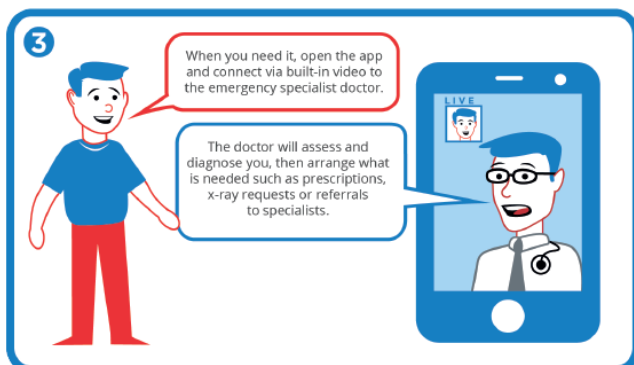 3
When you need it, open the app
and connect via built-in video to
the emergency specialist doctor.
LIVE
The doctor will assess and
diagnose you, then arrange what
is needed such as prescriptions,
x-ray requests or referrals
to specialists.